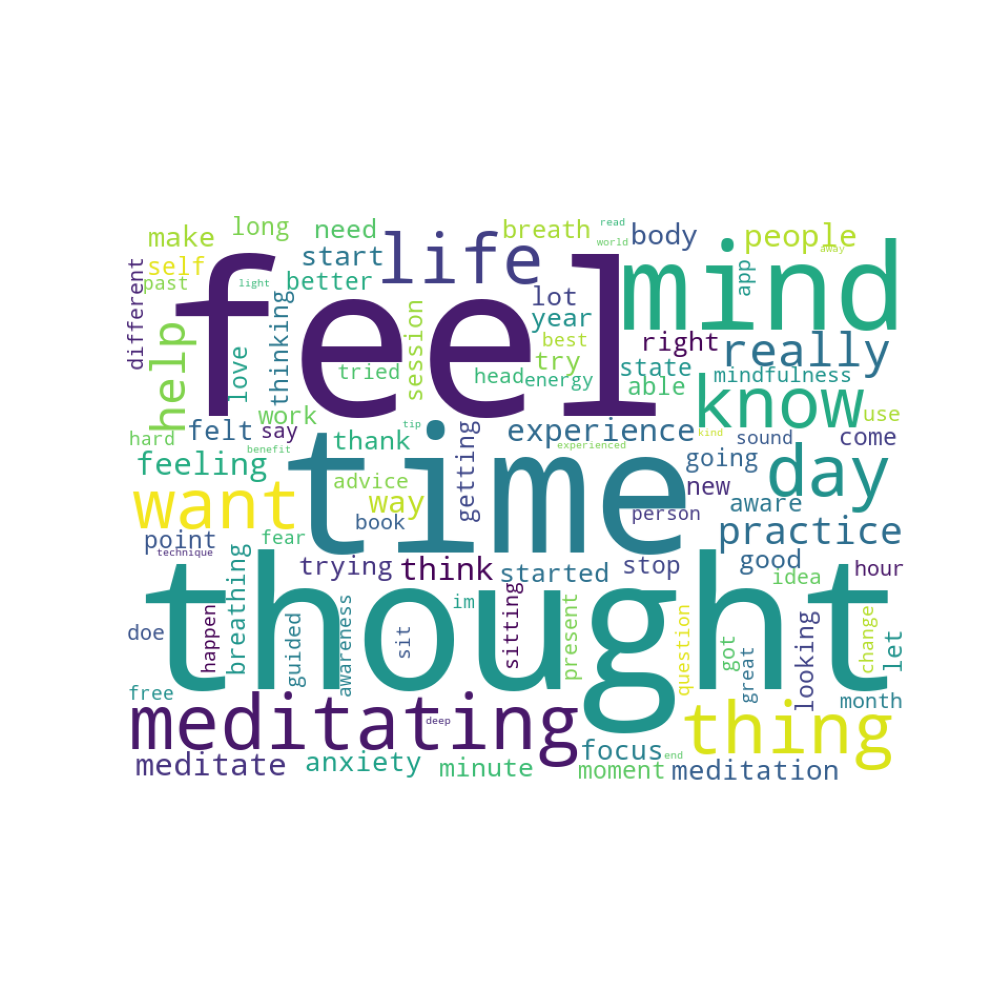 feel
time
thought
mind
life
meditating
thing
want
know
day
help
really
practice
experience
people
make
long
need
breath
read
world
body
away
start
self
better
past
light
different
thinking
love
session
tried
lot
year
best
try
head
energy
app
right
state
able
mindfulness
use
come
work
felt
say
hard
benefit
tip
thank
feeling
advice
way
book
getting
experienced
kind
sound
going
new
person
aware
point
technique
fear
trying
think
started
stop
good
idea
hour
doe
happen
breathing
guided
awareness
sit
im
sitting
present
question
got
great
looking
change
let
free
month
deep
meditate
anxiety
minute
focus
end
moment
meditation